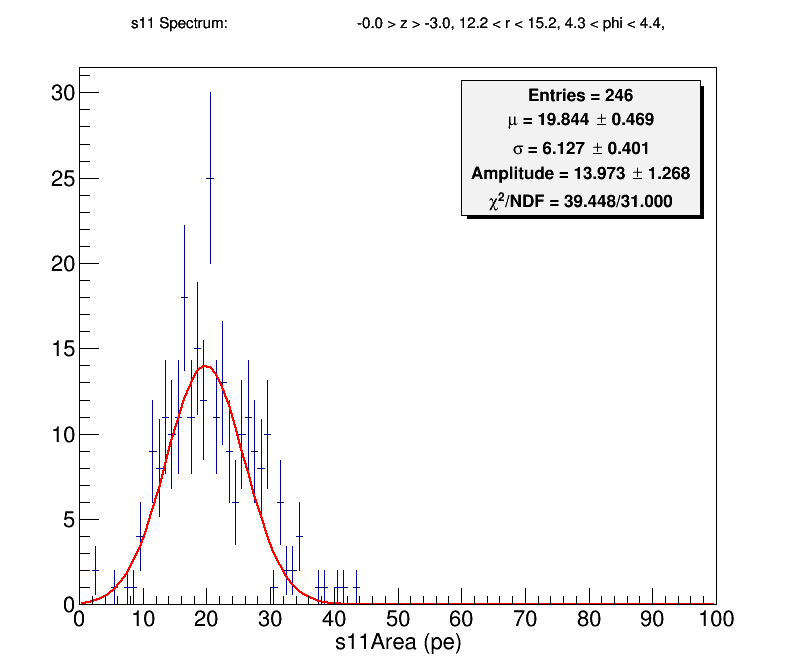 s11 Spectrum: -0.0 > z > -3.0, 12.2 < r < 15.2, 4.3 < phi < 4.4,
Entries = 246
μ = 19.844 ± 0.469
σ = 6.127 ± 0.401
Amplitude = 13.973 ± 1.268
χ²/NDF = 39.448/31.000
30
25
20
15
10
5
0
0 10 20 30 40 50 60 70 80 90 100
s11Area (pe)